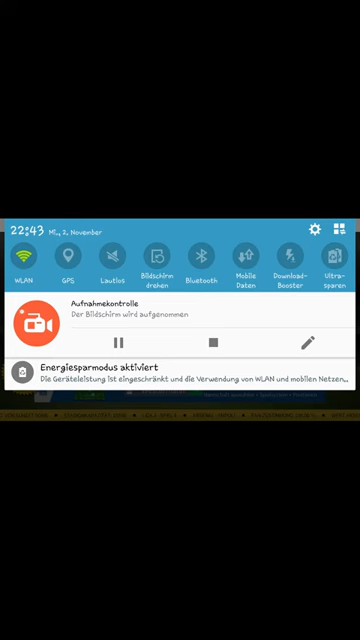 22:43 Mi., 2. November
WLAN
GPS
Lautlos
Bildschirm drehen
Bluetooth
Mobile Daten
Download-Booster
Ultra-sparen
Aufnahmekontrolle
Der Bildschirm wird aufgenommen
Energiesparmodus aktiviert
Die Geräteleistung ist eingeschränkt und die Verwendung von WLAN und mobilen Netzen...